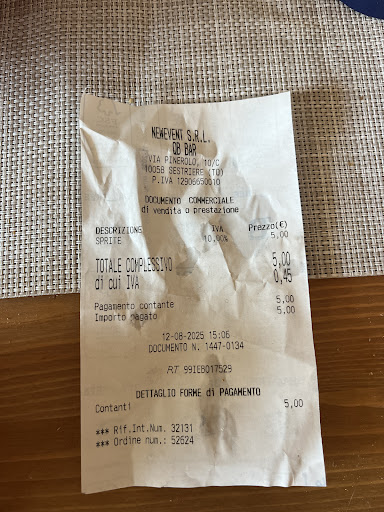 NEWEVENT S.R.L.
QB BAR
VIA PINEROLO, 10/C
10058 SESTRIERE (TO)
P.IVA 12906650010
DOCUMENTO COMMERCIALE
di vendita o prestazione
DESCRIZIONE IVA Prezzo(€)
SPRITE 10,00% 5,00
TOTALE COMPLESSIVO 5,00
di cui IVA 0,45
Pagamento contante 5,00
Importo pagato 5,00
12-08-2025 15:06
DOCUMENTO N. 1447-0134
RT 99IEB017529
DETTAGLIO FORME di PAGAMENTO
Contanti 5,00
*** Rif.Int.Num. 32131
*** Ordine num.: 52624